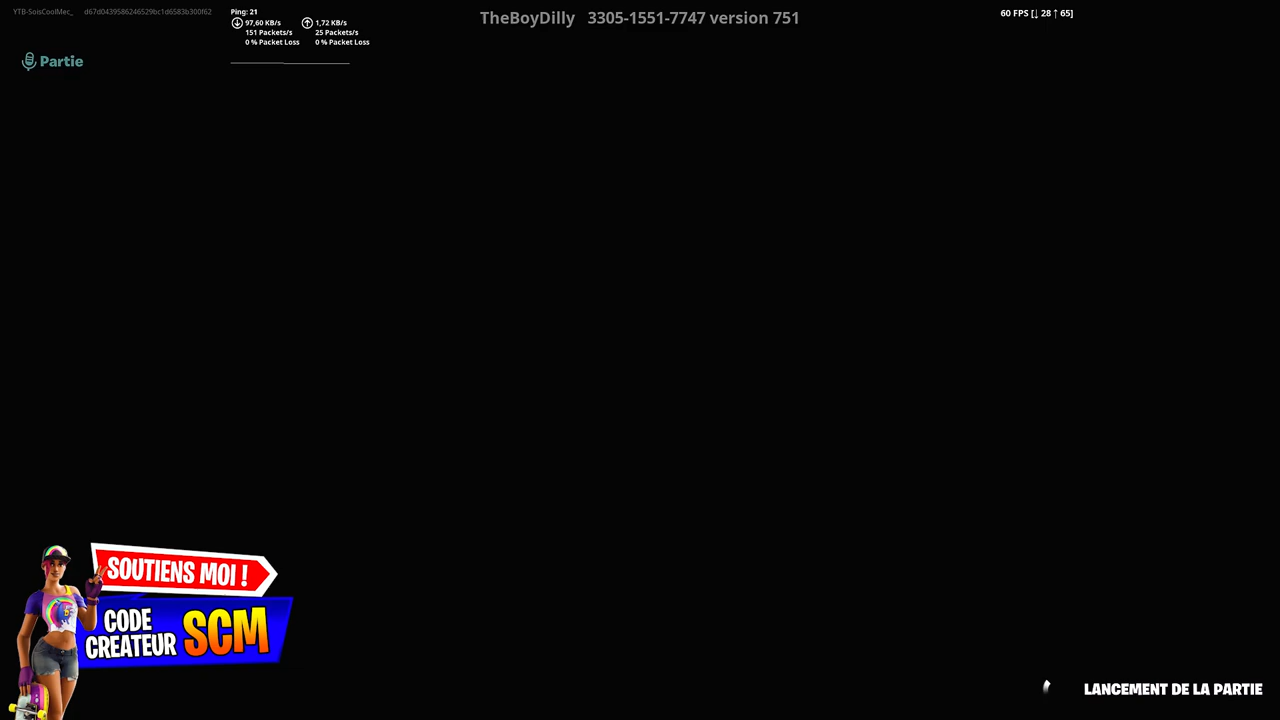 YTB-SoisCoolMec_ d67d0439586246529bc1d6583b300f62
Ping: 21
97,60 KB/s 1,72 KB/s
151 Packets/s 25 Packets/s
0 % Packet Loss 0 % Packet Loss
TheBoyDilly 3305-1551-7747 version 751
60 FPS [↓ 28 ↑ 65]
Partie
SOUTIENS MOI !
CODE
CREATEUR SCM
LANCEMENT DE LA PARTIE